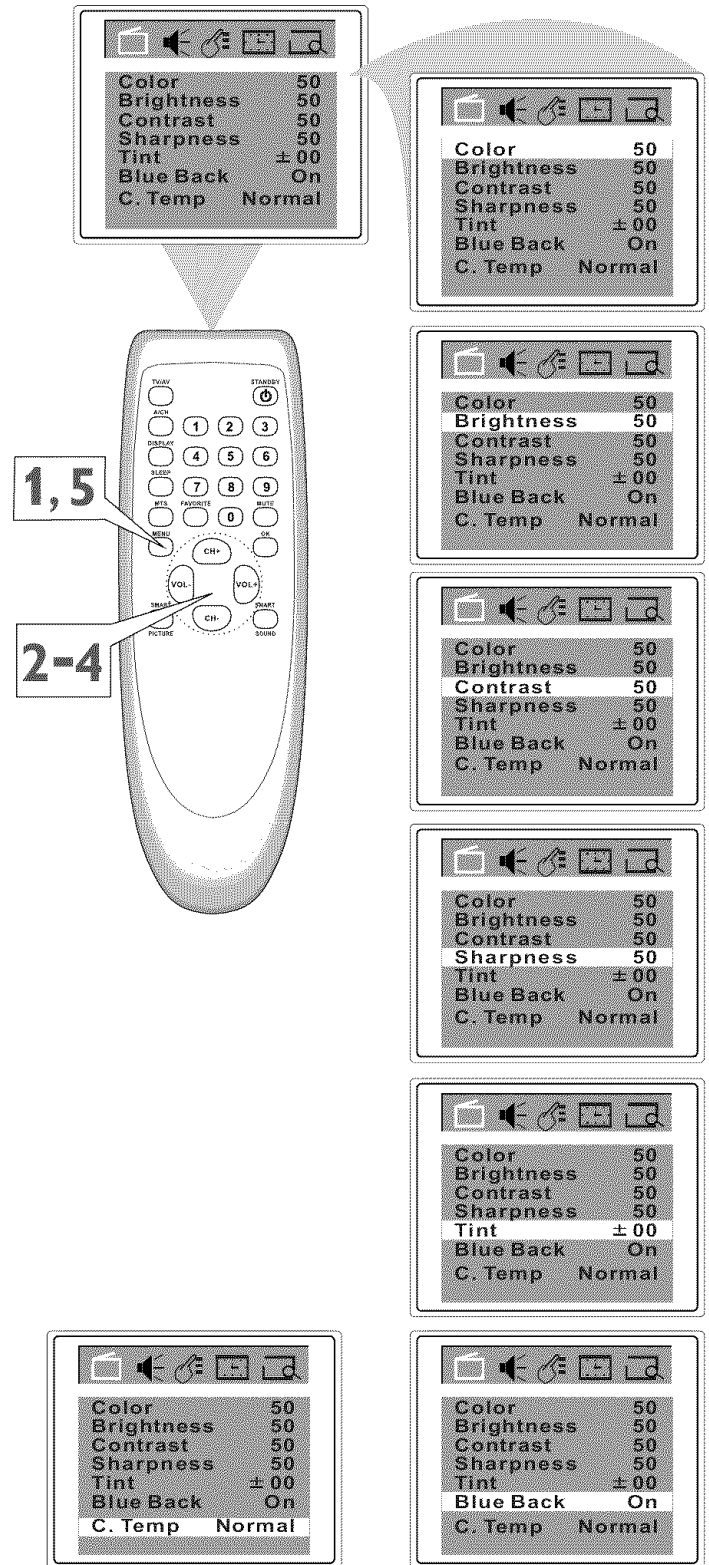 Color 50
Brightness 50
Contrast 50
Sharpness 50
Tint ±00
Blue Back On
C. Temp Normal
Color 50
Brightness 50
Contrast 50
Sharpness 50
Tint ±00
Blue Back On
C. Temp Normal
TV/AV STANDBY
A/CH 1 2 3
DISPLAY 4 5 6
SLEEP 7 8 9
MTS FAVORITE 0 MUTE
MENU OK
CH+
VOL- VOL+
CH-
SMART SMART
PICTURE SOUND
1, 5
2-4
Color 50
Brightness 50
Contrast 50
Sharpness 50
Tint ±00
Blue Back On
C. Temp Normal
Color 50
Brightness 50
Contrast 50
Sharpness 50
Tint ±00
Blue Back On
C. Temp Normal
Color 50
Brightness 50
Contrast 50
Sharpness 50
Tint ±00
Blue Back On
C. Temp Normal
Color 50
Brightness 50
Contrast 50
Sharpness 50
Tint ±00
Blue Back On
C. Temp Normal
Color 50
Brightness 50
Contrast 50
Sharpness 50
Tint ±00
Blue Back On
C. Temp Normal
Color 50
Brightness 50
Contrast 50
Sharpness 50
Tint ±00
Blue Back On
C. Temp Normal